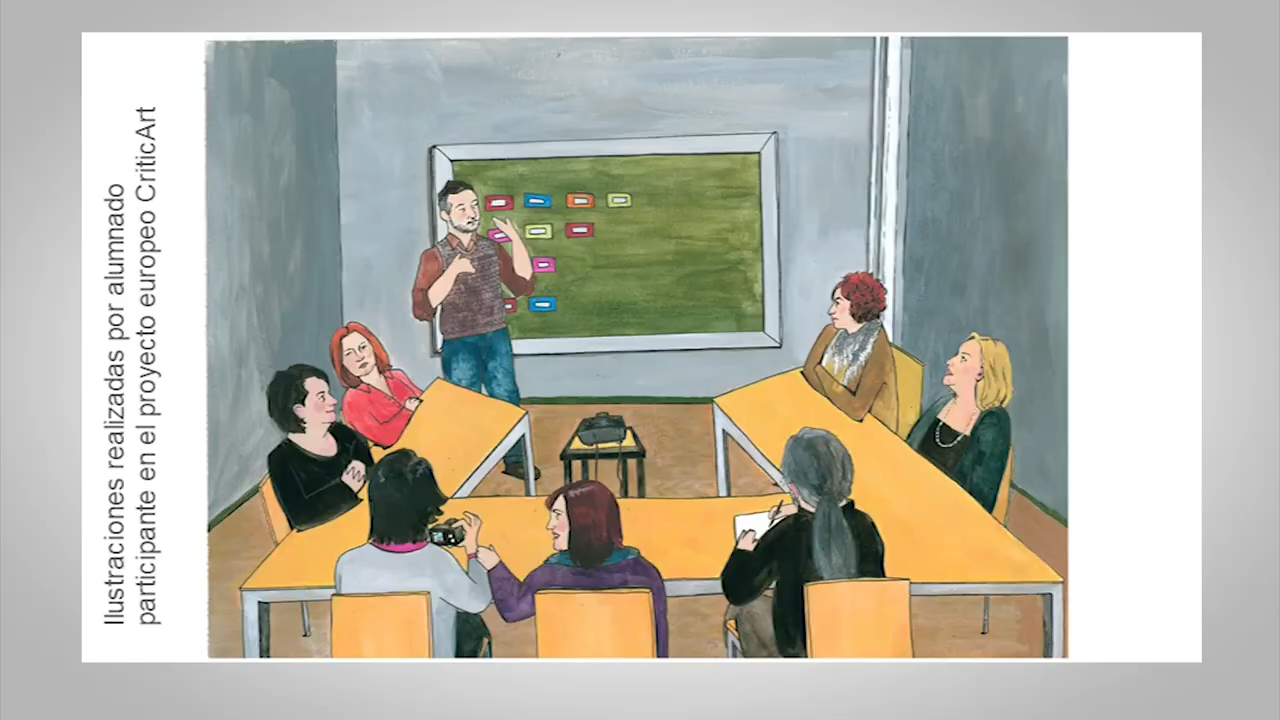 Ilustraciones realizadas por alumnado
participante en el proyecto europeo CriticArt